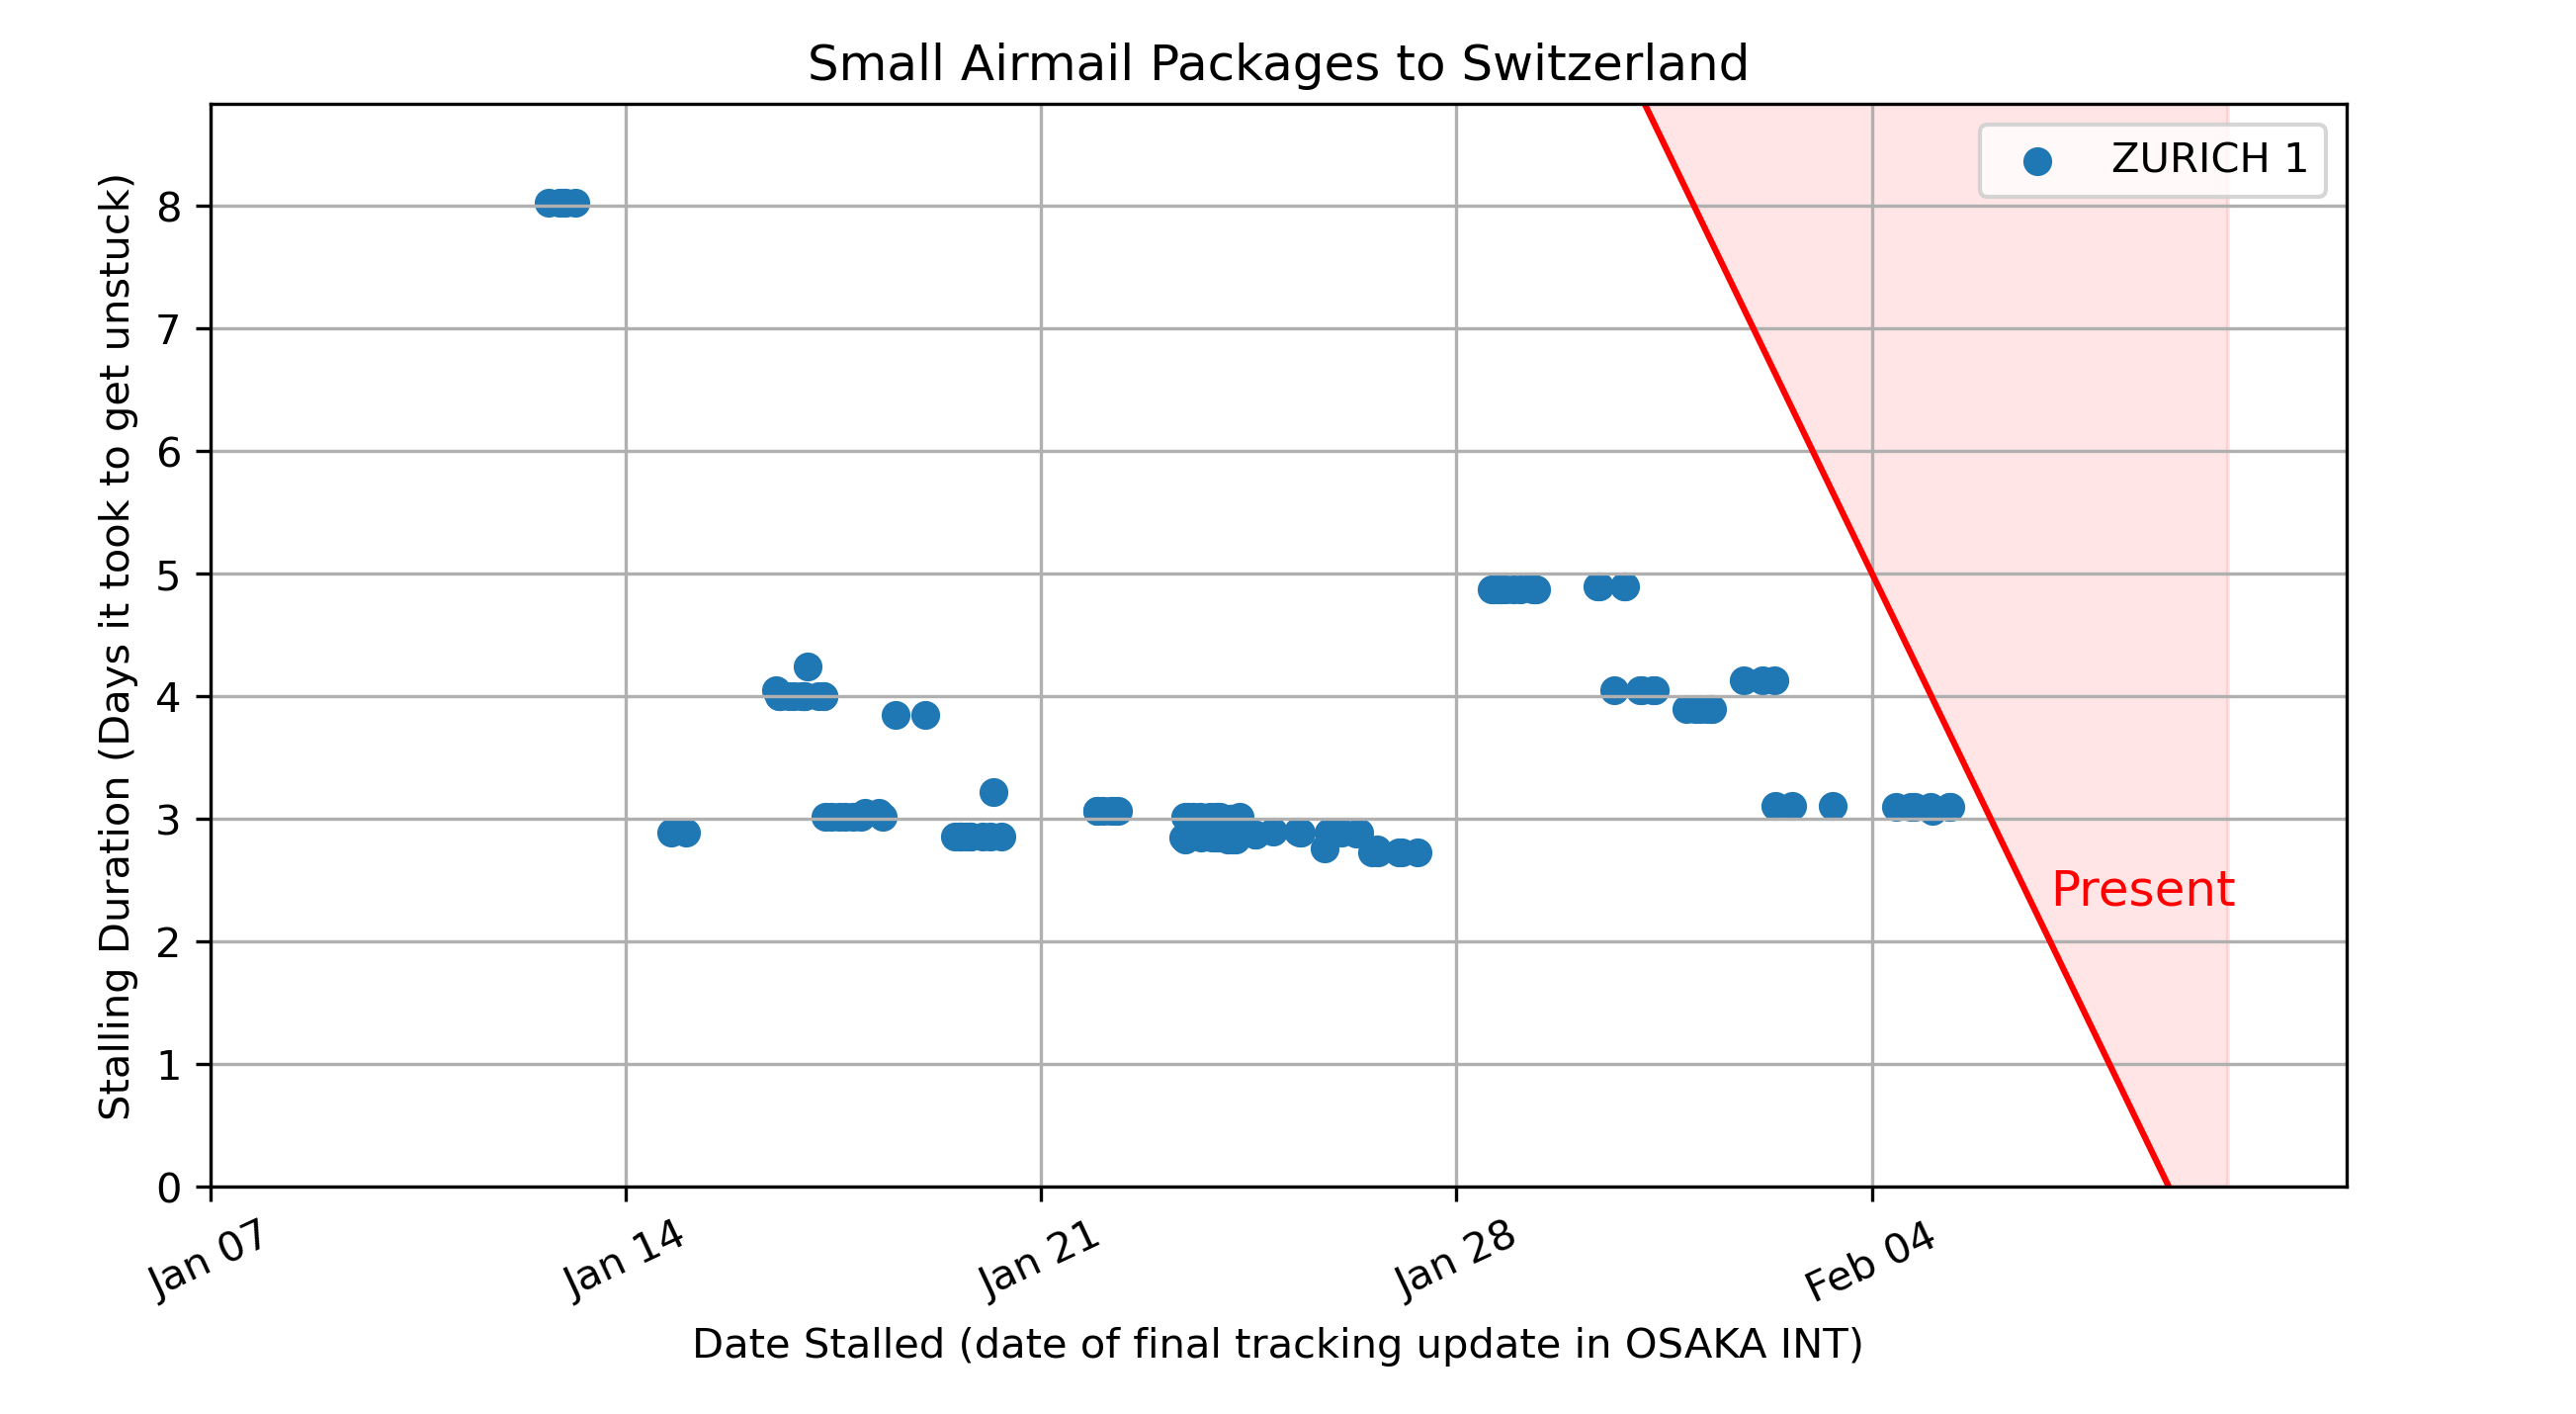 Small Airmail Packages to Switzerland
ZURICH 1
Stalling Duration (Days it took to get unstuck)
8
7
6
5
4
3
2
1
0
Present
Jan 07
Jan 14
Jan 21
Jan 28
Feb 04
Date Stalled (date of final tracking update in OSAKA INT)